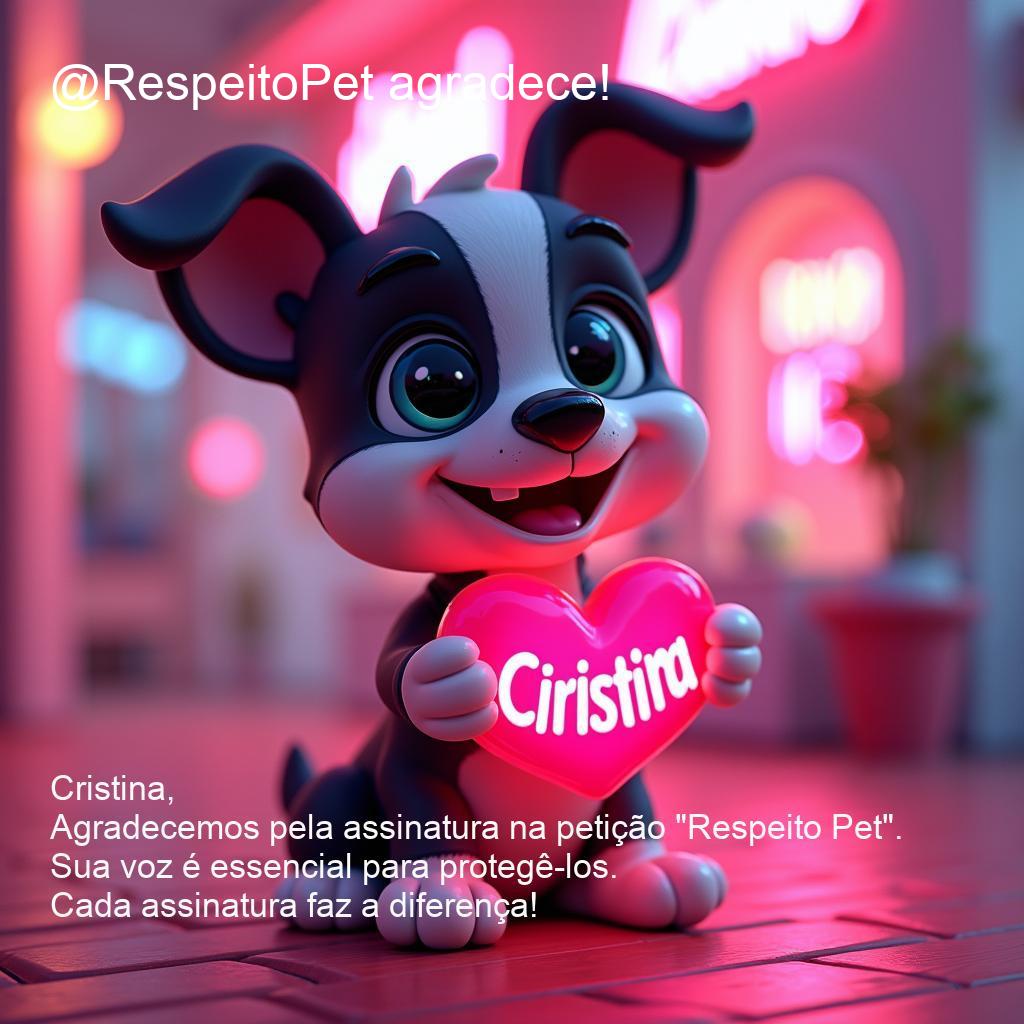 @RespeitoPet agradece!
Ciristina
Cristina,
Agradecemos pela assinatura na petição "Respeito Pet".
Sua voz é essencial para protegê-los.
Cada assinatura faz a diferença!